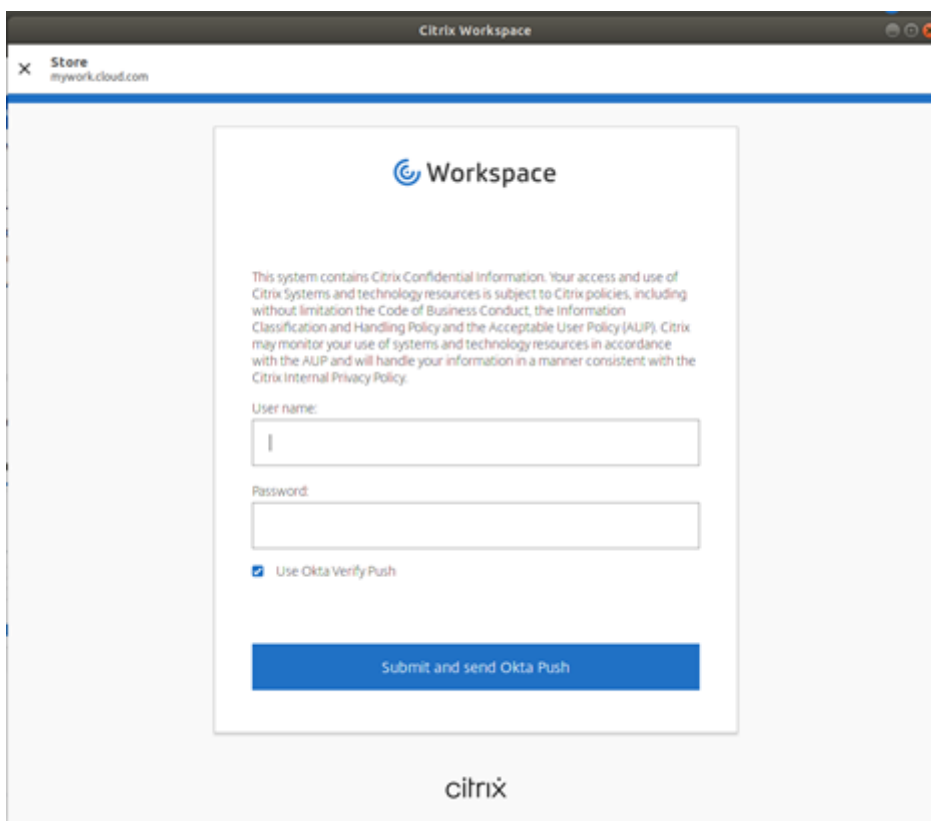 Citrix Workspace
Store
mywork.cloud.com
Workspace
This system contains Citrix Confidential Information. Your access and use of
Citrix Systems and technology resources is subject to Citrix policies, including
without limitation the Code of Business Conduct, the Information
Classification and Handling Policy and the Acceptable User Policy (AUP). Citrix
may monitor your use of systems and technology resources in accordance
with the AUP and will handle your information in a manner consistent with the
Citrix Internal Privacy Policy.
User name:
Password:
Use Okta Verify Push
Submit and send Okta Push
citrix